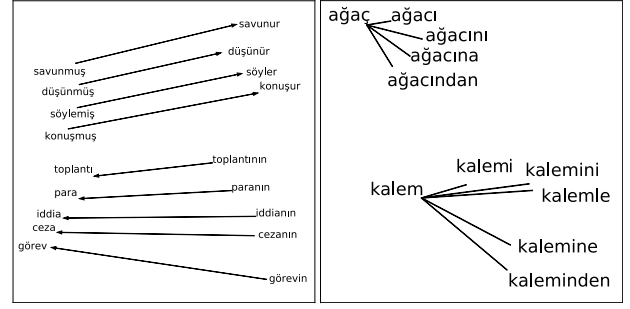 savunur
düşünür
savunmuş
söyler
düşünmüş
konuşur
söylemiş
konuşmuş
toplantının
toplantı
paranın
para
iddia
iddianın
ceza
cezanın
görev
görevin
ağaç
ağacı
ağacını
ağacına
ağacından
kalemi
kalemini
kalem
kalemle
kalemine
kaleminden